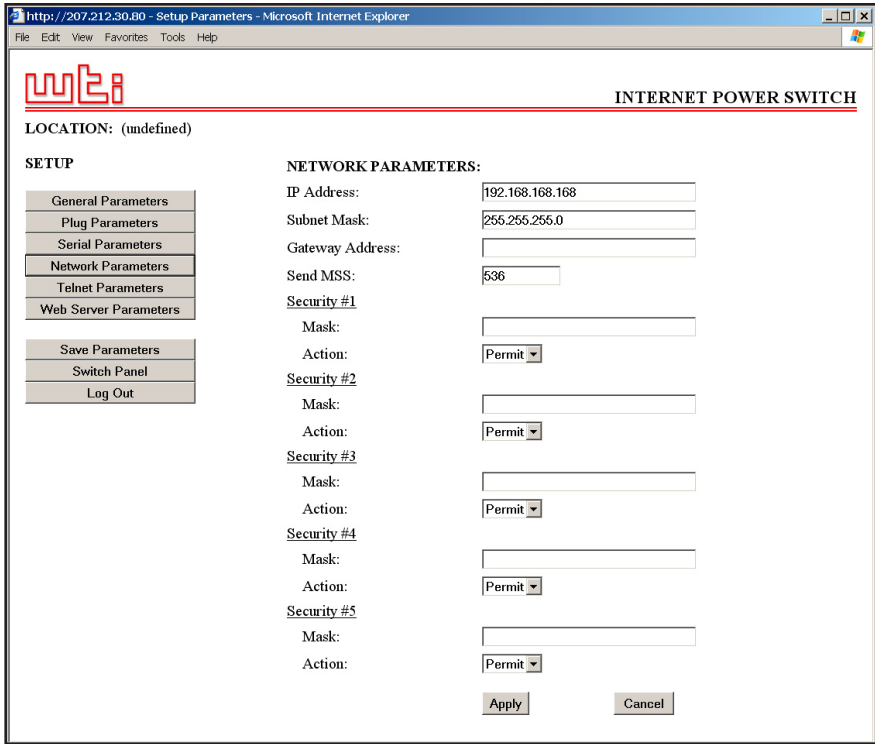 http://207.212.30.80 - Setup Parameters - Microsoft Internet Explorer
File Edit View Favorites Tools Help
wti
INTERNET POWER SWITCH
LOCATION: (undefined)
SETUP
General Parameters
Plug Parameters
Serial Parameters
Network Parameters
Telnet Parameters
Web Server Parameters
Save Parameters
Switch Panel
Log Out
NETWORK PARAMETERS:
IP Address: 192.168.168.168
Subnet Mask: 255.255.255.0
Gateway Address:
Send MSS: 536
Security #1
Mask:
Action: Permit
Security #2
Mask:
Action: Permit
Security #3
Mask:
Action: Permit
Security #4
Mask:
Action: Permit
Security #5
Mask:
Action: Permit
Apply Cancel